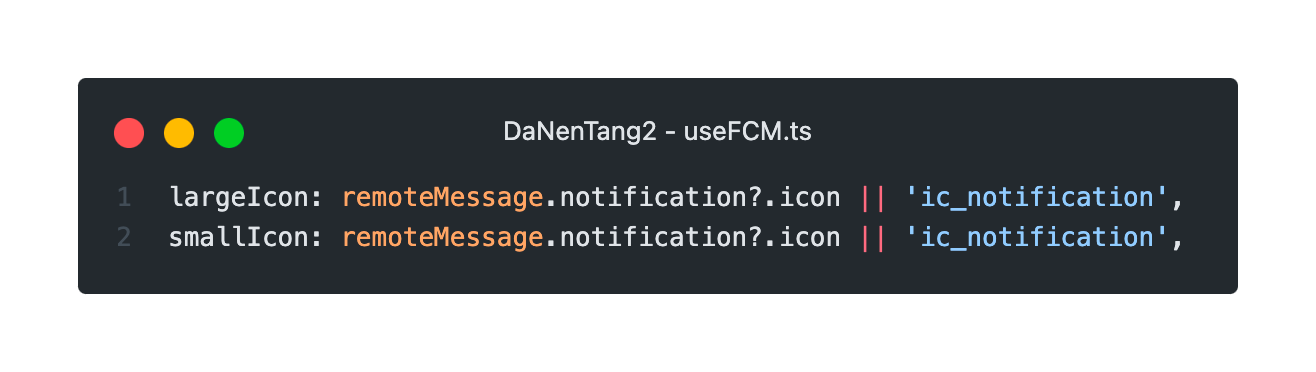 DaNenTang2 - useFCM.ts
1 largeIcon: remoteMessage.notification?.icon || 'ic_notification',
2 smallIcon: remoteMessage.notification?.icon || 'ic_notification',